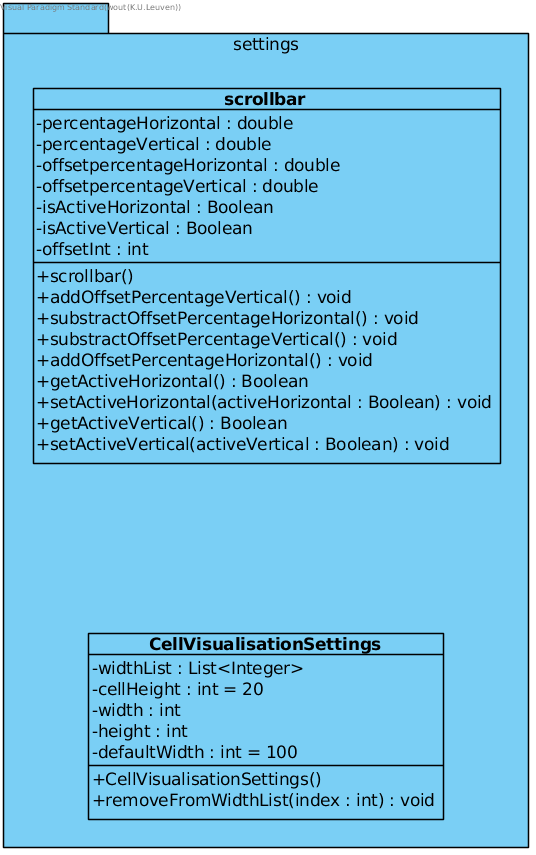 Visual Paradigm Standard(wout(K.U.Leuven))
settings
scrollbar
-percentageHorizontal : double
-percentageVertical : double
-offsetpercentageHorizontal : double
-offsetpercentageVertical : double
-isActiveHorizontal : Boolean
-isActiveVertical : Boolean
-offsetInt : int
+scrollbar()
+addOffsetPercentageVertical() : void
+substractOffsetPercentageHorizontal() : void
+substractOffsetPercentageVertical() : void
+addOffsetPercentageHorizontal() : void
+getActiveHorizontal() : Boolean
+setActiveHorizontal(activeHorizontal : Boolean) : void
+getActiveVertical() : Boolean
+setActiveVertical(activeVertical : Boolean) : void
CellVisualisationSettings
-widthList : List<Integer>
-cellHeight : int = 20
-width : int
-height : int
-defaultWidth : int = 100
+CellVisualisationSettings()
+removeFromWidthList(index : int) : void